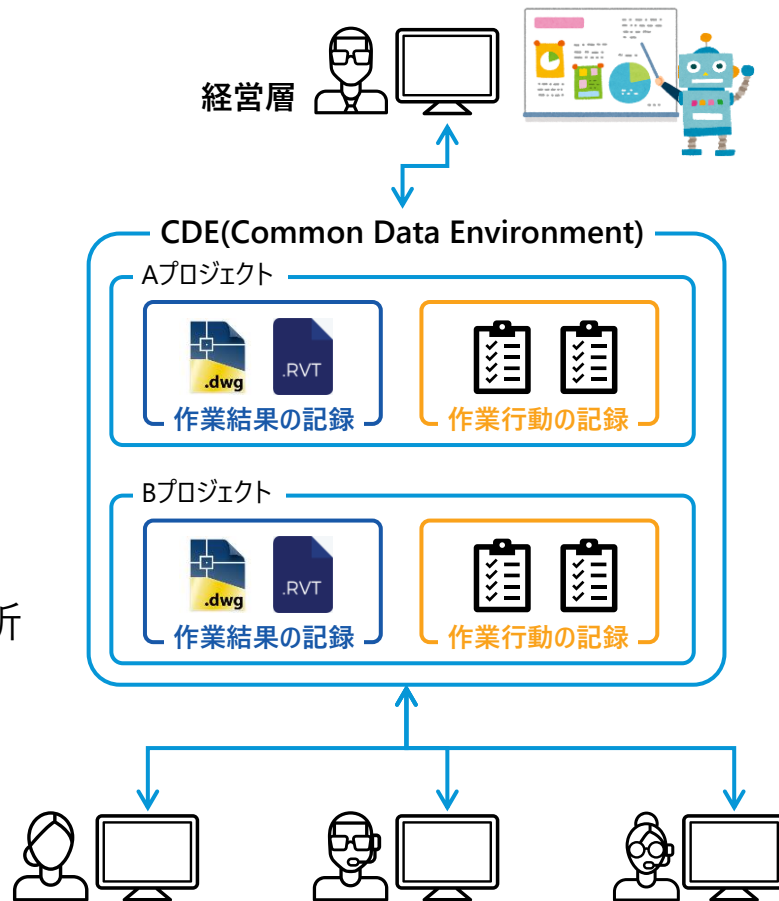 経営層
CDE(Common Data Environment)
Aプロジェクト
.dwg
.RVT
作業結果の記録
作業行動の記録
Bプロジェクト
.dwg
.RVT
作業結果の記録
作業行動の記録
析